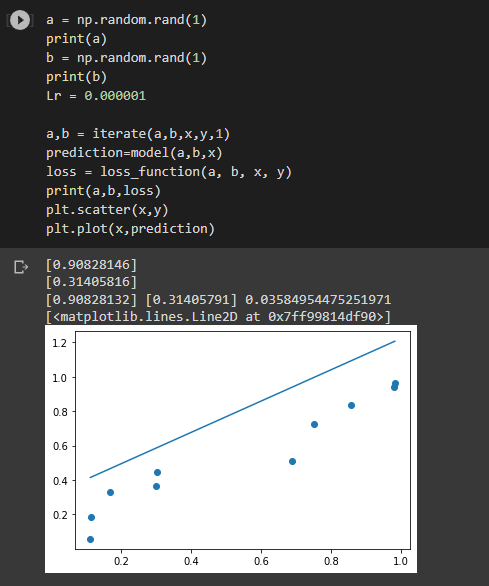 a = np.random.rand(1)
print(a)
b = np.random.rand(1)
print(b)
Lr = 0.000001
a,b = iterate(a,b,x,y,1)
prediction=model(a,b,x)
loss = loss_function(a, b, x, y)
print(a,b,loss)
plt.scatter(x,y)
plt.plot(x,prediction)
[0.90828146]
[0.31405816]
[0.90828132] [0.31405791] 0.03584954475251971
[<matplotlib.lines.Line2D at 0x7ff99814df90>]
1.2
1.0
0.8
0.6
0.4
0.2
0.2 0.4 0.6 0.8 1.0